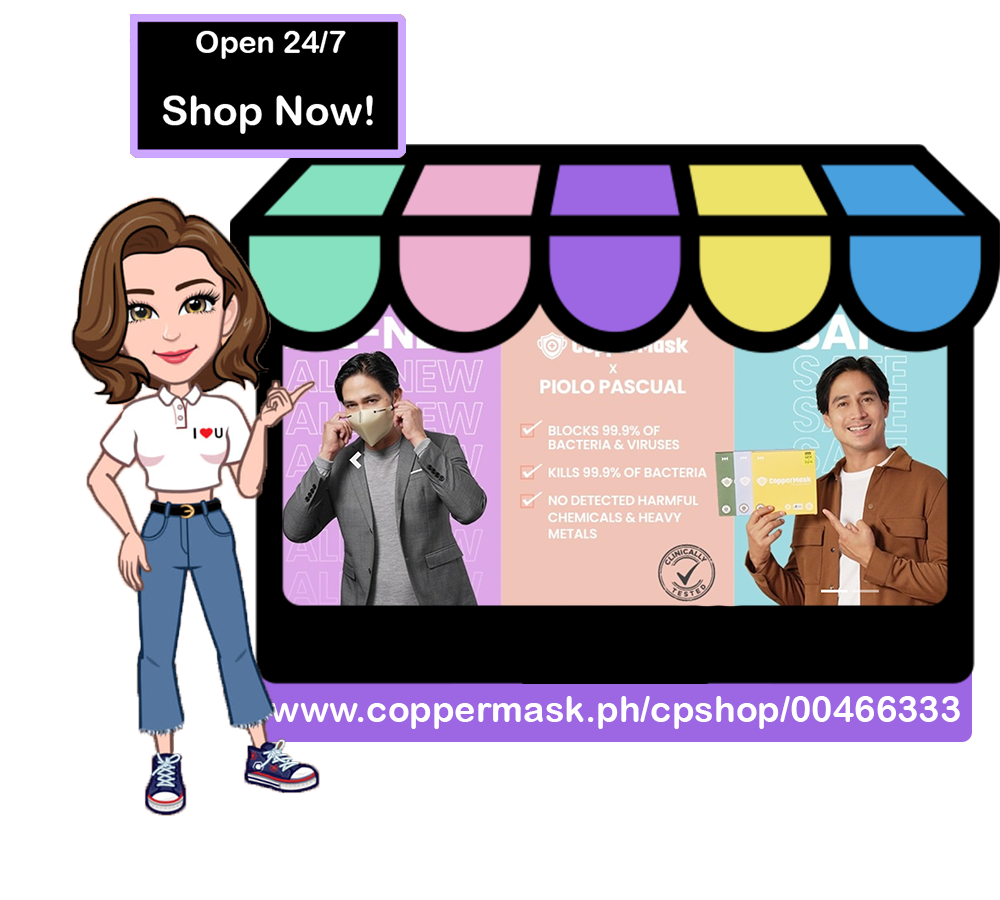 Open 24/7
Shop Now!
ALL NEW
ALL NEW
CopperMask
x
PIOLO PASCUAL
BLOCKS 99.9% OF
BACTERIA & VIRUSES
KILLS 99.9% OF BACTERIA
NO DETECTED HARMFUL
CHEMICALS & HEAVY
METALS
CLINICALLY
TESTED
SAFE
SAFE
SAFE
CopperMask
I ♥ U
www.coppermask.ph/cpshop/00466333